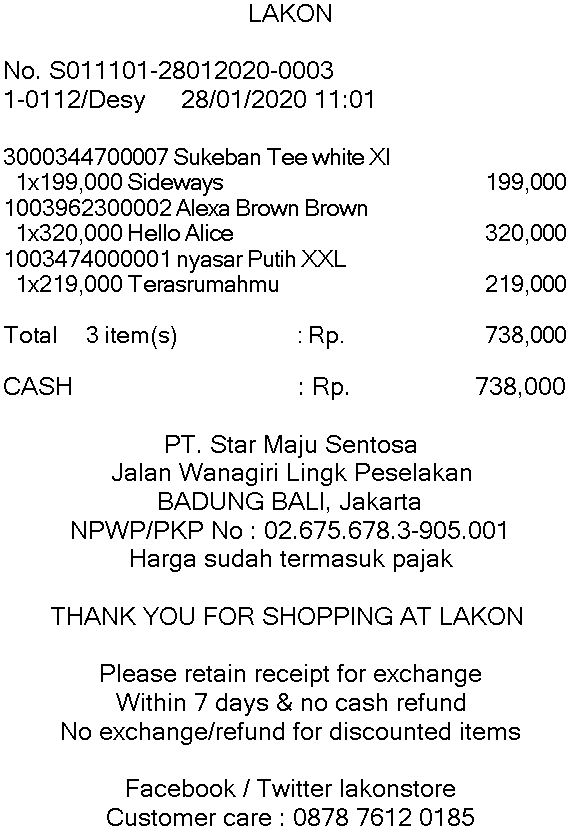 LAKON
No. S011101-28012020-0003
1-0112/Desy 28/01/2020 11:01
3000344700007 Sukeban Tee white Xl
1x199,000 Sideways 199,000
1003962300002 Alexa Brown Brown
1x320,000 Hello Alice 320,000
1003474000001 nyasar Putih XXL
1x219,000 Terasrumahmu 219,000
Total 3 item(s) : Rp. 738,000
CASH : Rp. 738,000
PT. Star Maju Sentosa
Jalan Wanagiri Lingk Peselakan
BADUNG BALI, Jakarta
NPWP/PKP No : 02.675.678.3-905.001
Harga sudah termasuk pajak
THANK YOU FOR SHOPPING AT LAKON
Please retain receipt for exchange
Within 7 days & no cash refund
No exchange/refund for discounted items
Facebook / Twitter lakonstore
Customer care : 0878 7612 0185